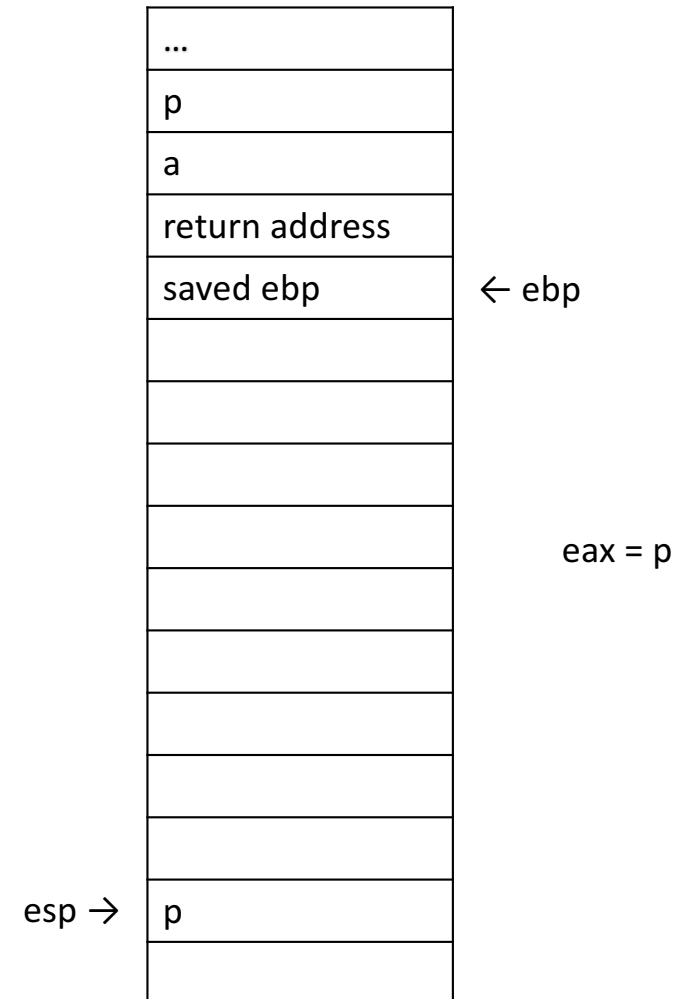 ...
p
a
return address
saved ebp ← ebp
eax = p
esp → p